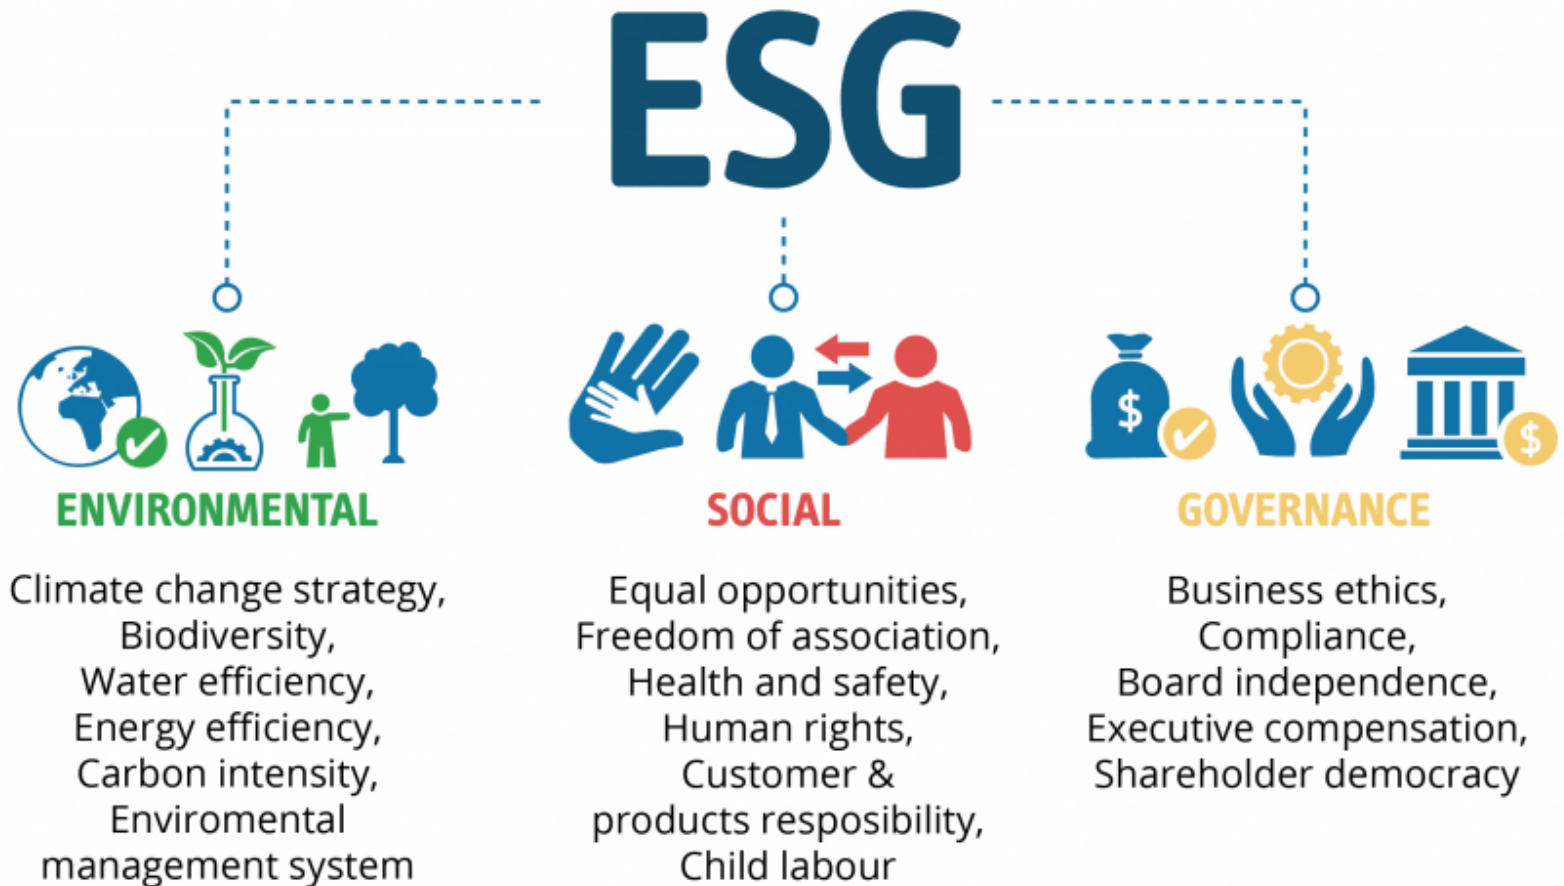 ESG
ENVIRONMENTAL
Climate change strategy,
Biodiversity,
Water efficiency,
Energy efficiency,
Carbon intensity,
Enviromental
management system
SOCIAL
Equal opportunities,
Freedom of association,
Health and safety,
Human rights,
Customer &
products resposibility,
Child labour
$
$
GOVERNANCE
Business ethics,
Compliance,
Board independence,
Executive compensation,
Shareholder democracy